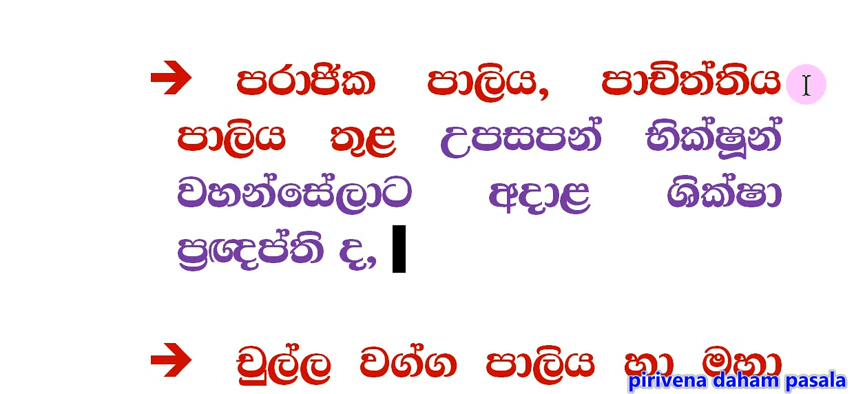 ➔ පරාජික පාලිය, පාචිත්තිය
පාලිය තුළ උපසපන් භික්ෂූන්
වහන්සේලාට අදාළ ශික්ෂා
ප්‍රඥප්ති ද,
➔ චුල්ල වග්ග පාලිය හා මහා
pirivena daham pasala